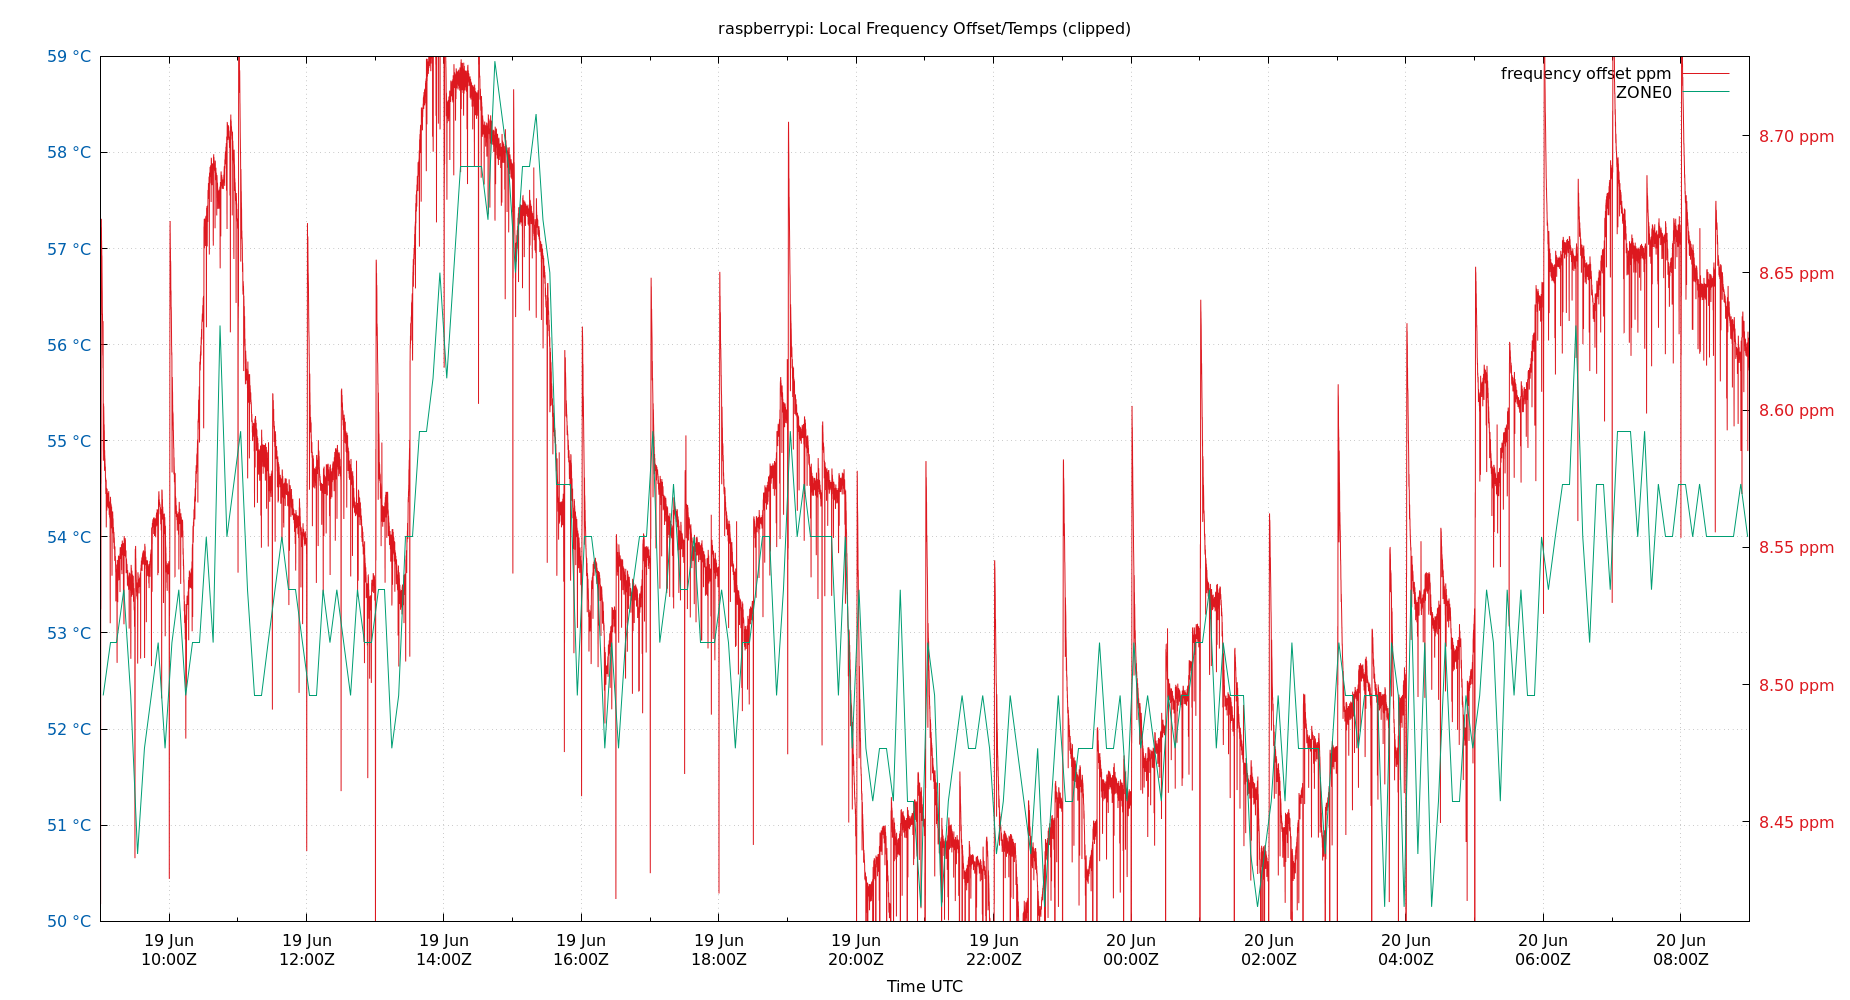 raspberrypi: Local Frequency Offset/Temps (clipped)
frequency offset ppm
ZONE0
59 °C
58 °C
57 °C
56 °C
55 °C
54 °C
53 °C
52 °C
51 °C
50 °C
8.70 ppm
8.65 ppm
8.60 ppm
8.55 ppm
8.50 ppm
8.45 ppm
19 Jun
10:00Z
19 Jun
12:00Z
19 Jun
14:00Z
19 Jun
16:00Z
19 Jun
18:00Z
19 Jun
20:00Z
19 Jun
22:00Z
20 Jun
00:00Z
20 Jun
02:00Z
20 Jun
04:00Z
20 Jun
06:00Z
20 Jun
08:00Z
Time UTC